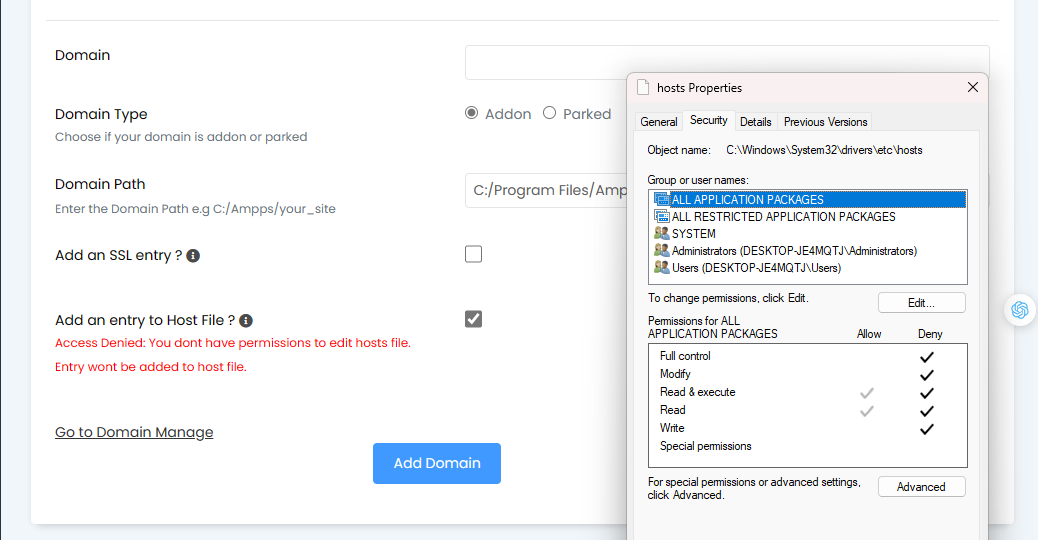 Domain
Domain Type
Addon
Parked
Choose if your domain is addon or parked
Domain Path
C:/Program Files/Amp
Enter the Domain Path e.g C:/Ampps/your_site
Add an SSL entry ?
Add an entry to Host File ?
Access Denied: You dont have permissions to edit hosts file.
Entry wont be added to host file.
Go to Domain Manage
Add Domain
hosts Properties
General
Security
Details
Previous Versions
Object name: C:\Windows\System32\drivers\etc\hosts
Group or user names:
ALL APPLICATION PACKAGES
ALL RESTRICTED APPLICATION PACKAGES
SYSTEM
Administrators (DESKTOP-JE4MQTJ\Administrators)
Users (DESKTOP-JE4MQTJ\Users)
To change permissions, click Edit.
Edit...
Permissions for ALL
APPLICATION PACKAGES
Allow
Deny
Full control
Modify
Read & execute
Read
Write
Special permissions
For special permissions or advanced settings,
click Advanced.
Advanced